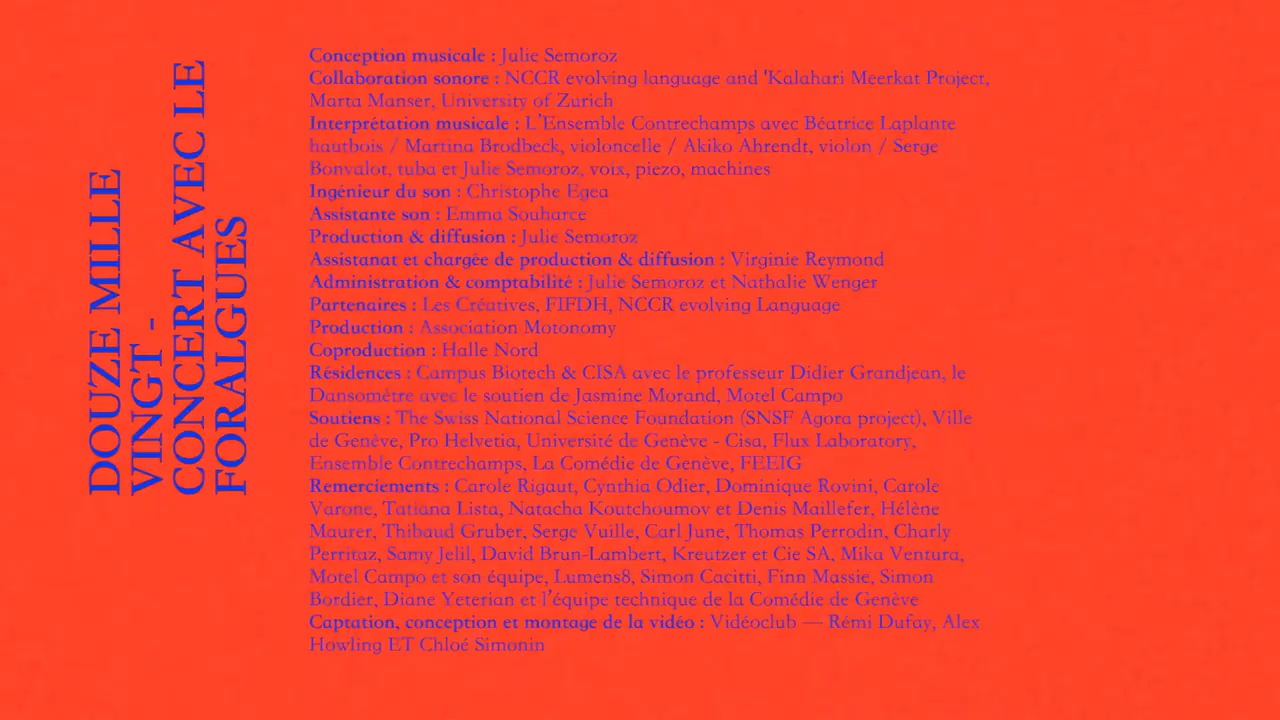 DOUZE MILLE
VINGT -
CONCERT AVEC LE
FORALGUES
Conception musicale : Julie Semoroz
Collaboration sonore : NCCR evolving language and 'Kalahari Meerkat Project,
Marta Manser, University of Zurich
Interprétation musicale : L'Ensemble Contrechamps avec Béatrice Laplante
hautbois / Martina Brodbeck, violoncelle / Akiko Ahrendt, violon / Serge
Bonvalot, tuba et Julie Semoroz, voix, piezo, machines
Ingénieur du son : Christophe Egea
Assistante son : Emma Souharce
Production & diffusion : Julie Semoroz
Assistanat et chargée de production & diffusion : Virginie Reymond
Administration & comptabilité : Julie Semoroz et Nathalie Wenger
Partenaires : Les Créatives, FIFDH, NCCR evolving Language
Production : Association Motonomy
Coproduction : Halle Nord
Résidences : Campus Biotech & CISA avec le professeur Didier Grandjean, le
Dansomètre avec le soutien de Jasmine Morand, Motel Campo
Soutiens : The Swiss National Science Foundation (SNSF Agora project), Ville
de Genève, Pro Helvetia, Université de Genève - Cisa, Flux Laboratory,
Ensemble Contrechamps, La Comédie de Genève, FEEIG
Remerciements : Carole Rigaut, Cynthia Odier, Dominique Rovini, Carole
Varone, Tatiana Lista, Natacha Koutchoumov et Denis Maillefer, Hélène
Maurer, Thibaud Gruber, Serge Vuille, Carl June, Thomas Perrodin, Charly
Perritaz, Samy Jelil, David Brun-Lambert, Kreutzer et Cie SA, Mika Ventura,
Motel Campo et son équipe, Lumens8, Simon Cacitti, Finn Massie, Simon
Bordier, Diane Yeterian et l'équipe technique de la Comédie de Genève
Captation, conception et montage de la vidéo : Vidéoclub — Rémi Dufay, Alex
Howling ET Chloé Simonin